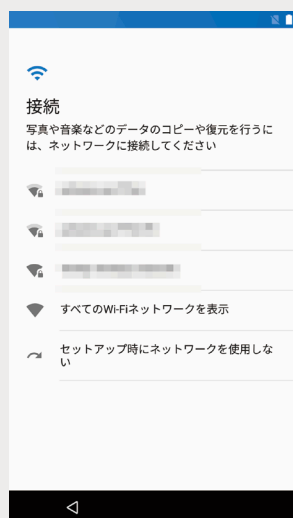 接続
写真や音楽などのデータのコピーや復元を行うに
は、ネットワークに接続してください
すべてのWi-Fiネットワークを表示
セットアップ時にネットワークを使用しな
い